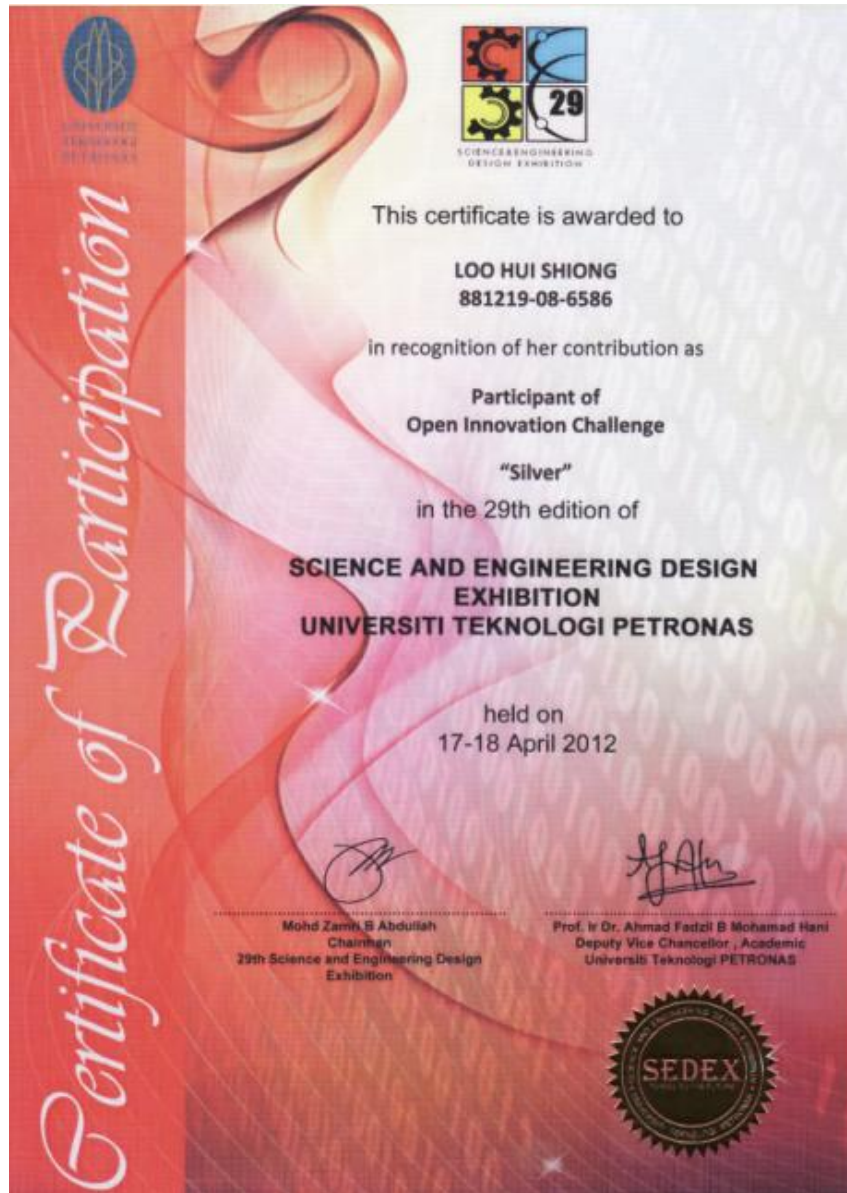 UNIVERSITI
TEKNOLOGI
PETRONAS
29
SCIENCE&ENGINEERING
DESIGN EXHIBITION
Certificate of Participation
This certificate is awarded to
LOO HUI SHIONG
881219-08-6586
in recognition of her contribution as
Participant of
Open Innovation Challenge
“Silver”
in the 29th edition of
SCIENCE AND ENGINEERING DESIGN
EXHIBITION
UNIVERSITI TEKNOLOGI PETRONAS
held on
17-18 April 2012
Mohd Zamri B Abdullah
Chairman
29th Science and Engineering Design
Exhibition
Prof. Ir Dr. Ahmad Fadzil B Mohamad Hani
Deputy Vice Chancellor , Academic
Universiti Teknologi PETRONAS
SEDEX